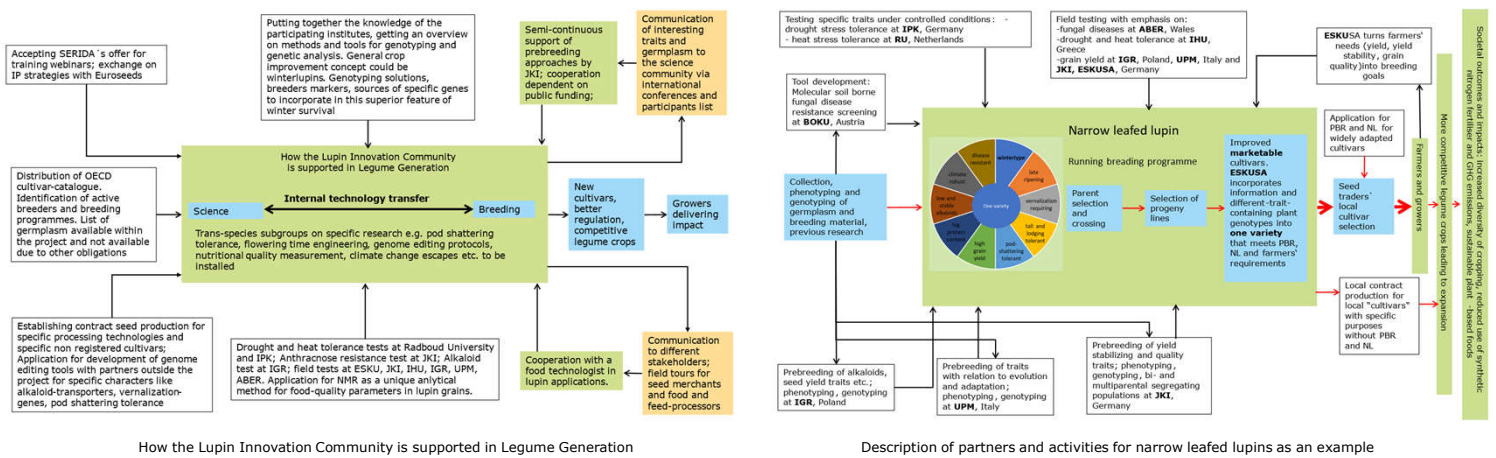 Accepting SERIDA´s offer for
training webinars; exchange on
IP strategies with Euroseeds
Putting together the knowledge of the
participating institutes, getting an overview
on methods and tools for genotyping and
genetic analysis. General crop
improvement concept could be
winterlupins. Genotyping solutions,
breeders markers, sources of specific genes
to incorporate in this superior feature of
winter survival
Semi-continuous
support of
prebreeding
approaches by
JKI; cooperation
dependent on
public funding;
Communication
of interesting
traits and
germplasm to
the science
community via
international
conferences and
participants list
Distribution of OECD
cultivar-catalogue.
Identification of active
breeders and breeding
programmes. List of
germplasm available within
the project and not available
due to other obligations
How the Lupin Innovation Community
is supported in Legume Generation
Internal technology transfer
Science
Breeding
Trans-species subgroups on specific research e.g. pod shattering
tolerance, flowering time engineering, genome editing protocols,
nutritional quality measurement, climate change escapes etc. to be
installed
New
cultivars,
better
regulation,
competitive
legume crops
Growers
delivering
impact
Establishing contract seed production for
specific processing technologies and
specific non registered cultivars;
Application for development of genome
editing tools with partners outside the
project for specific characters like
alkaloid-transporters, vernalization-
genes, pod shattering tolerance
Drought and heat tolerance tests at Radboud University
and IPK; Anthracnose resistance test at JKI; Alkaloid
test at IGR; field tests at ESKU, JKI, IHU, IGR, UPM,
ABER. Application for NMR as a unique anlytical
method for food-quality parameters in lupin grains.
Cooperation with a
food technologist in
lupin applications.
Communication
to different
stakeholders;
field tours for
seed merchants
and food and
feed-processors
How the Lupin Innovation Community is supported in Legume Generation
Testing specific traits under controlled conditions: -
drought stress tolerance at IPK, Germany
- heat stress tolerance at RU, Netherlands
Field testing with emphasis on:
-fungal diseases at ABER, Wales
-drought and heat tolerance at IHU,
Greece
-grain yield at IGR, Poland, UPM, Italy and
JKI, ESKUSA, Germany
ESKUSA turns farmers'
needs (yield, yield
stability, grain
quality)into breeding
goals
Tool development:
Molecular soil borne
fungal disease
resistance screening
at BOKU, Austria
Collection,
phenotyping and
genotyping of
germplasm and
breeding material,
previous research
Narrow leafed lupin
Running breading programme
disease
resistant
wintertype
late
ripening
vernalization
requiring
tall and
lodging
tolerant
pod-
shattering
tolerant
high
grain
yield
hig
protein
content
low and
stable
alkaloids
climate
robust
One variety
Parent
selection
and
crossing
Selection of
progeny
lines
Improved
marketable
cultivars.
ESKUSA
incorporates
information and
different-trait-
containing plant
genotypes into
one variety
that meets PBR,
NL and farmers'
requirements
Application for
PBR and NL for
widely adapted
cultivars
Seed
traders`
local
cultivar
selection
Farmers and growers
More competitive legume crops leading to expansion
Societal outcomes and impacts: increased diversity of cropping, reduced use of synthetic
nitrogen fertiliser and GHG emissions, sustainable plant -based foods
Local contract
production for
local "cultivars"
with specific
purposes
without PBR
and NL
Prebreeding of alkaloids,
seed yield traits etc.;
phenotyping, genotyping
at IGR, Poland
Prebreeding of traits
with relation to evolution
and adaptation;
phenotyping, genotyping
at UPM, Italy
Prebreeding of yield
stabilizing and quality
traits; phenotyping,
genotyping, bi- and
multiparental segregating
populations at JKI,
Germany
Description of partners and activities for narrow leafed lupins as an example